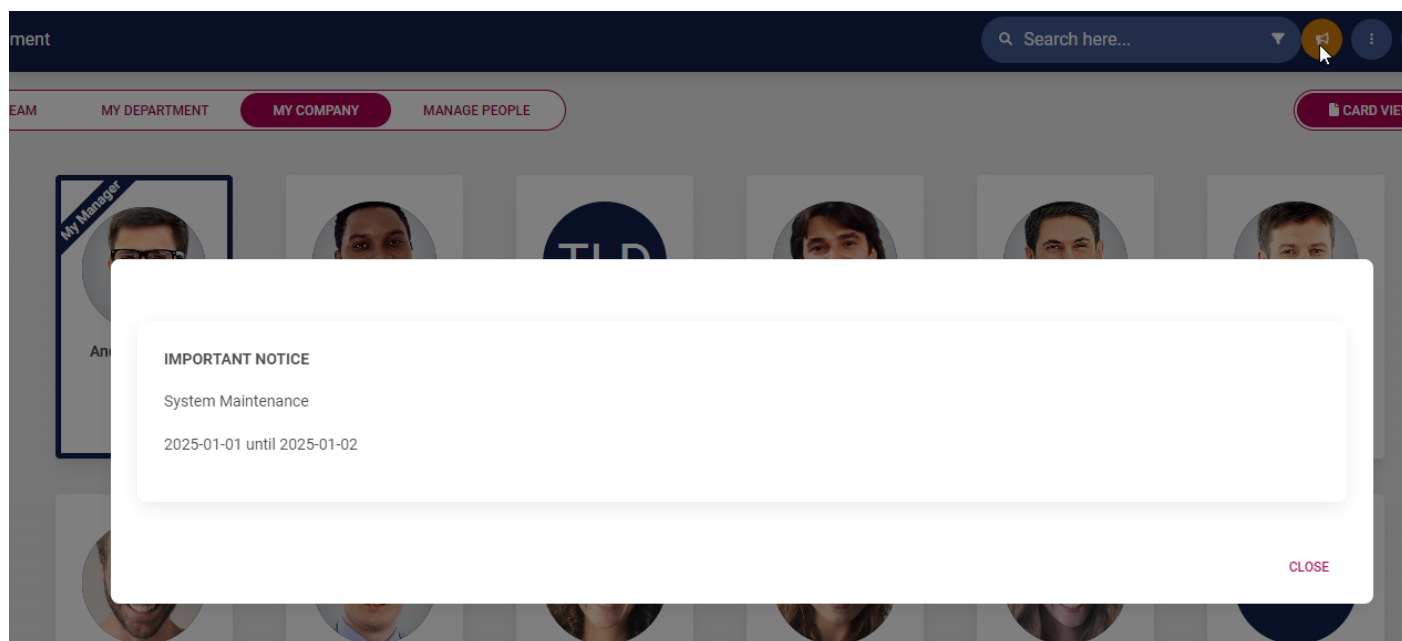 ment
Search here...
EAM
MY DEPARTMENT
MY COMPANY
MANAGE PEOPLE
CARD VIE
My Manager
TLD
An
IMPORTANT NOTICE
System Maintenance
2025-01-01 until 2025-01-02
CLOSE